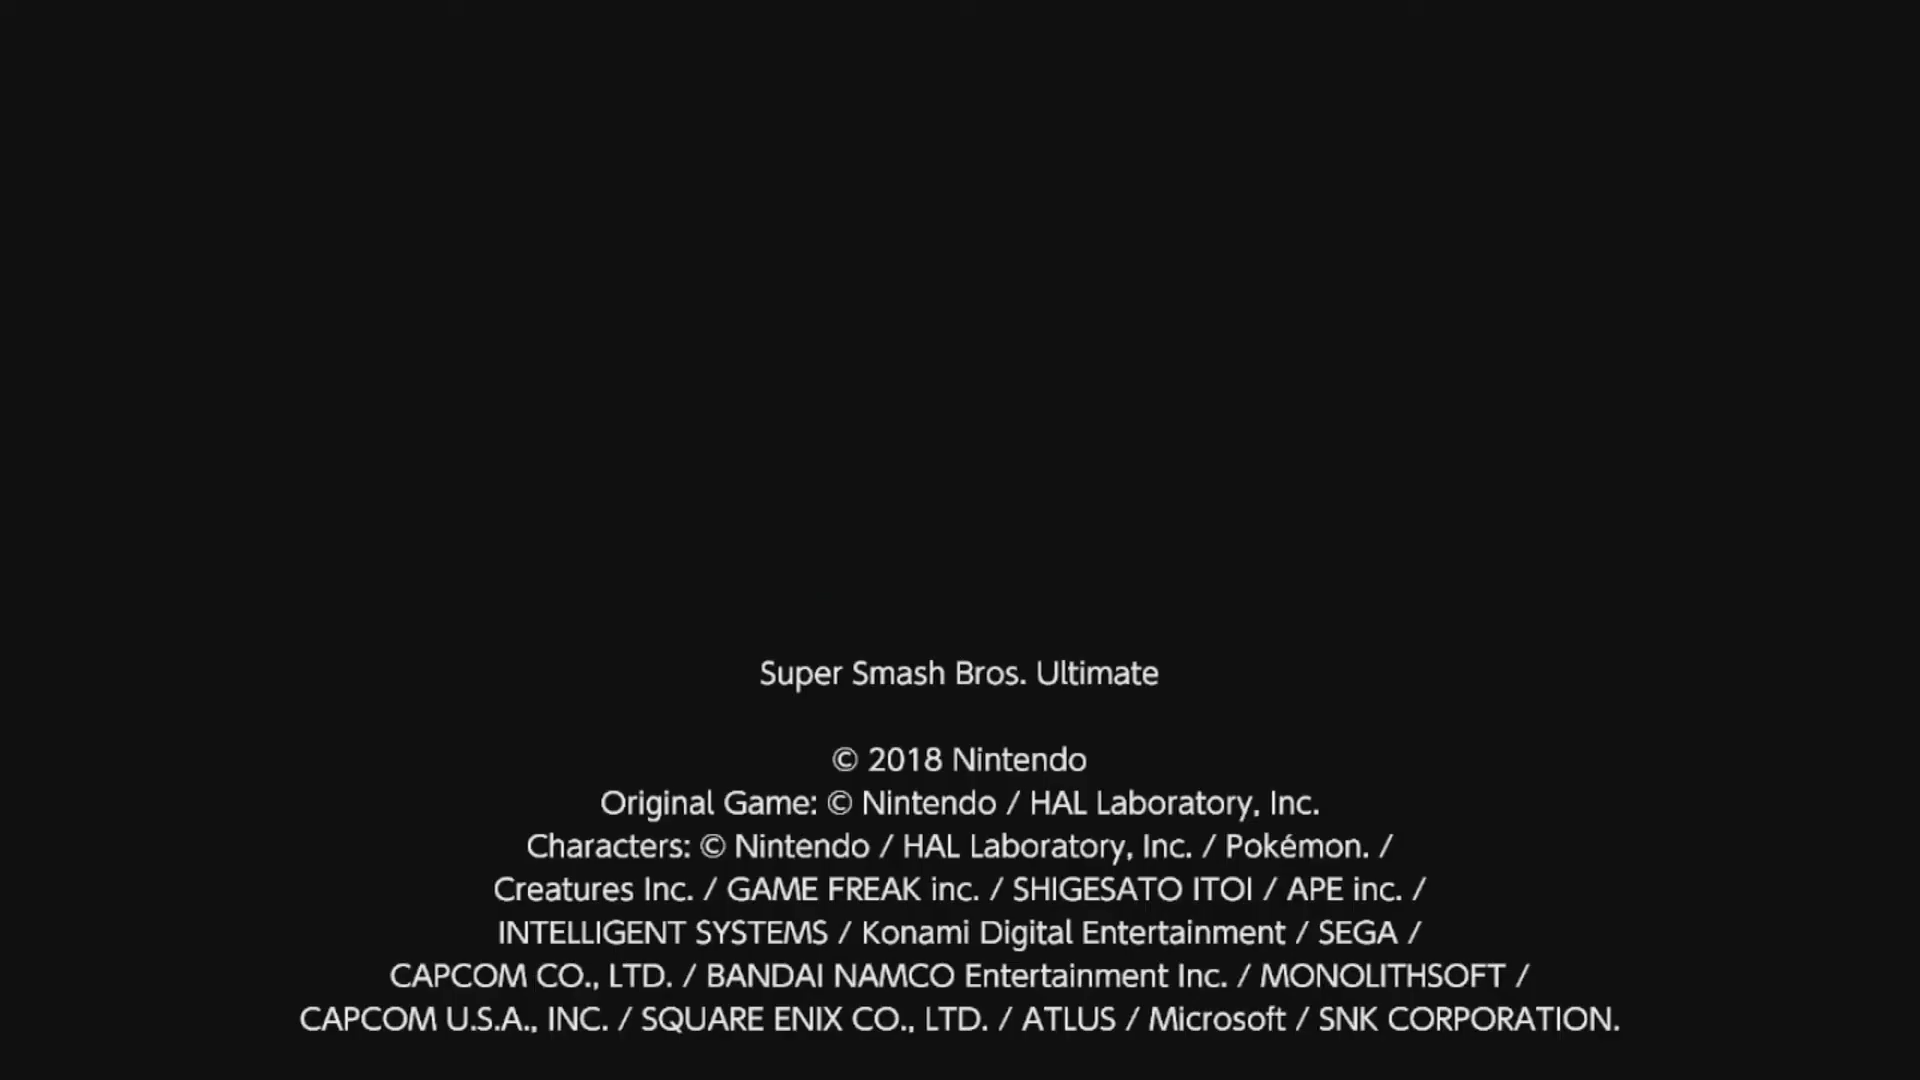 Super Smash Bros. Ultimate
© 2018 Nintendo
Original Game: © Nintendo / HAL Laboratory, Inc.
Characters: © Nintendo / HAL Laboratory, Inc. / Pokémon. /
Creatures Inc. / GAME FREAK inc. / SHIGESATO ITOI / APE inc. /
INTELLIGENT SYSTEMS / Konami Digital Entertainment / SEGA /
CAPCOM CO., LTD. / BANDAI NAMCO Entertainment Inc. / MONOLITHSOFT /
CAPCOM U.S.A., INC. / SQUARE ENIX CO., LTD. / ATLUS / Microsoft / SNK CORPORATION.